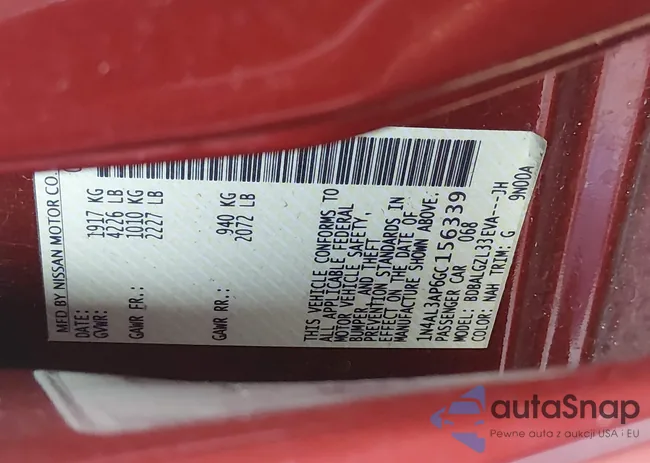 MFD BY NISSAN MOTOR CO.
DATE:
GVWR: 1917 KG
4226 LB
GAWR FR.: 1010 KG
2227 LB
GAWR RR.: 940 KG
2072 LB
THIS VEHICLE CONFORMS TO
ALL APPLICABLE FEDERAL
MOTOR VEHICLE SAFETY,
BUMPER, AND THEFT
PREVENTION STANDARDS IN
EFFECT ON THE DATE OF
MANUFACTURE SHOWN ABOVE.
1N4AL3AP6GC156339
PASSENGER CAR 068
MODEL: BDBALGZL33EVA---JH
COLOR: NAH TRIM: G 9N00A
autoSnap
Pewne auta z aukcji USA i EU